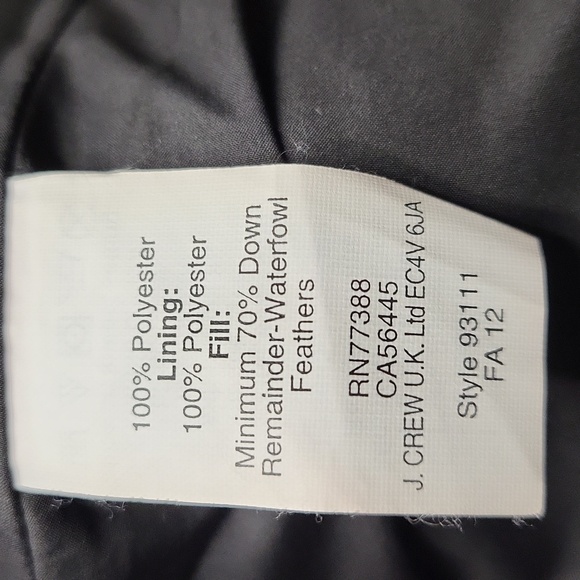 100% Polyester
Lining:
100% Polyester
Fill:
Minimum 70% Down
Remainder-Waterfowl
Feathers
RN77388
CA56445
J. CREW U.K. Ltd EC4V 6JA
Style 93111
FA 12